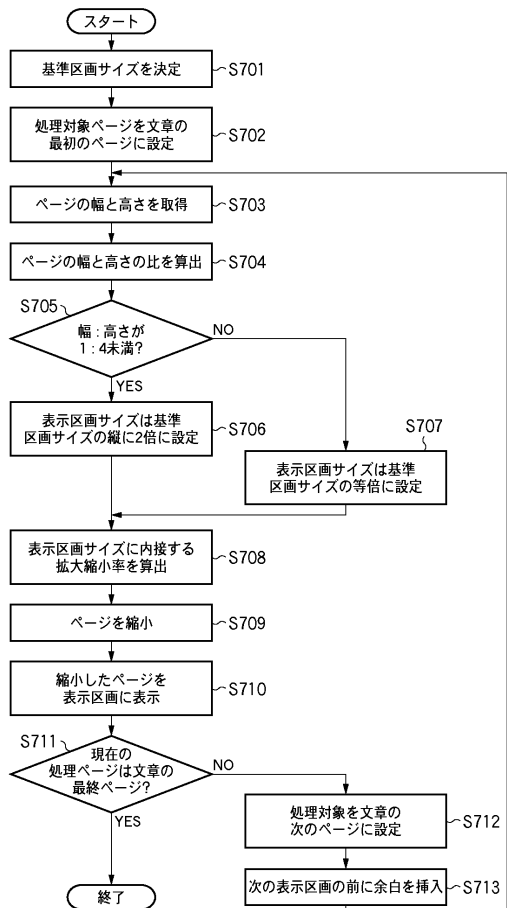 スタート
基準区画サイズを決定
S701
処理対象ページを文章の
最初のページに設定
S702
ページの幅と高さを取得
S703
ページの幅と高さの比を算出
S704
S705
幅:高さが
1:4未満?
NO
YES
表示区画サイズは基準
区画サイズの縦に2倍に設定
S706
S707
表示区画サイズは基準
区画サイズの等倍に設定
表示区画サイズに内接する
拡大縮小率を算出
S708
ページを縮小
S709
縮小したページを
表示区画に表示
S710
S711
現在の
処理ページは文章の
最終ページ?
NO
YES
処理対象を文章の
次のページに設定
S712
次の表示区画の前に余白を挿入
S713
終了